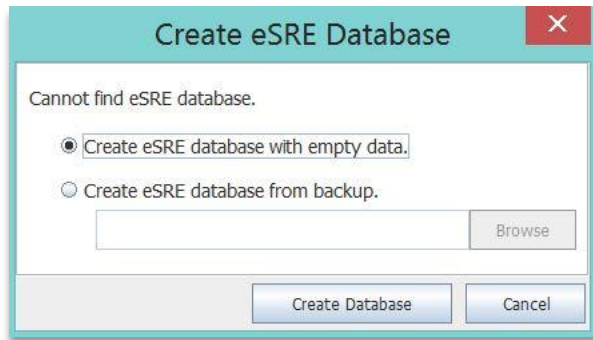 Create eSRE Database
Cannot find eSRE database.
Create eSRE database with empty data.
Create eSRE database from backup.
Browse
Create Database
Cancel